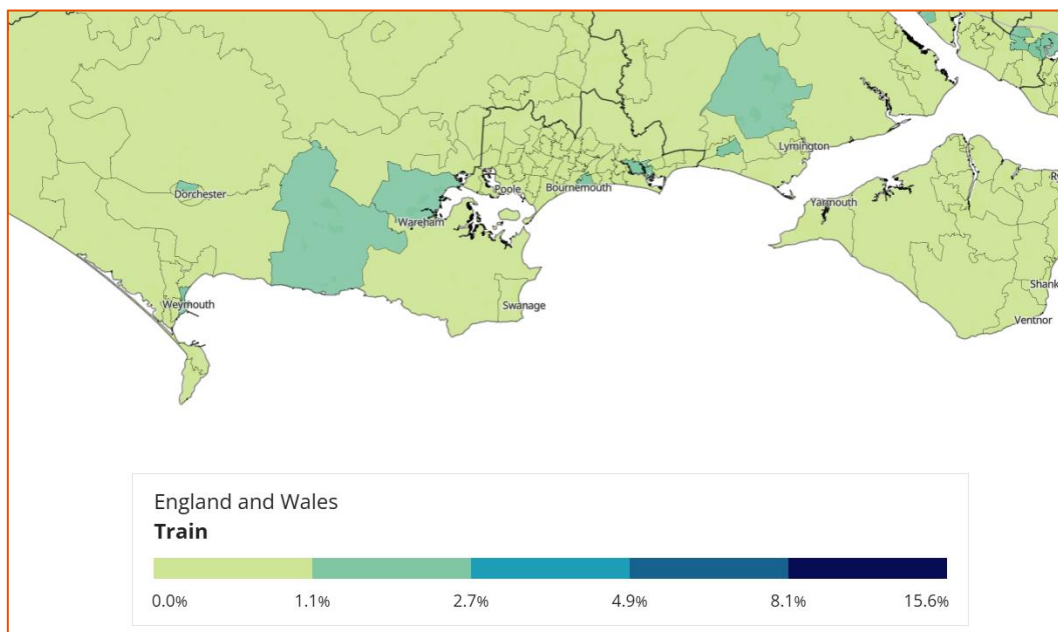 Lymington
Dorchester
Poole
Bournemouth
Yarmouth
Wareham
Shank
Weymouth
Swanage
Ventnor
England and Wales
Train
0.0%
1.1%
2.7%
4.9%
8.1%
15.6%